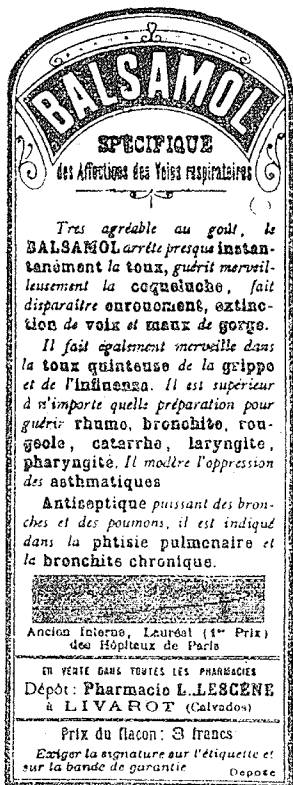 BALSAMOL
SPÉCIFIQUE
des Affections des Voies respiratoires
Tres agréable au goût, le
BALSAMOL arrête presque instan-
tanément la toux, guérit merveil-
leusement la coqueluche, fait
disparaître enrouement, extinc-
tion de voix et maux de gorge.
Il fait également merveille dans
la toux quinteuse de la grippe
et de l'influenza. Il est supérieur
à n'importe quelle préparation pour
guérir rhume, bronchite, rou-
geole, catarrhe, laryngite,
pharyngite. Il modère l'oppression
des asthmatiques
Antiseptique puissant des bron-
ches et des poumons, il est indiqué
dans la phtisie pulmonaire et
la bronchite chronique.
Ancien Interne, Lauréat (1er Prix)
des Hôpitaux de Paris
EN VENTE DANS TOUTES LES PHARMACIES
Dépôt : Pharmacie L. LESCÈNE
à LIVAROT (Calvados)
Prix du flacon : 3 francs
Exiger la signature sur l'étiquette et
sur la bande de garantie
Déposé